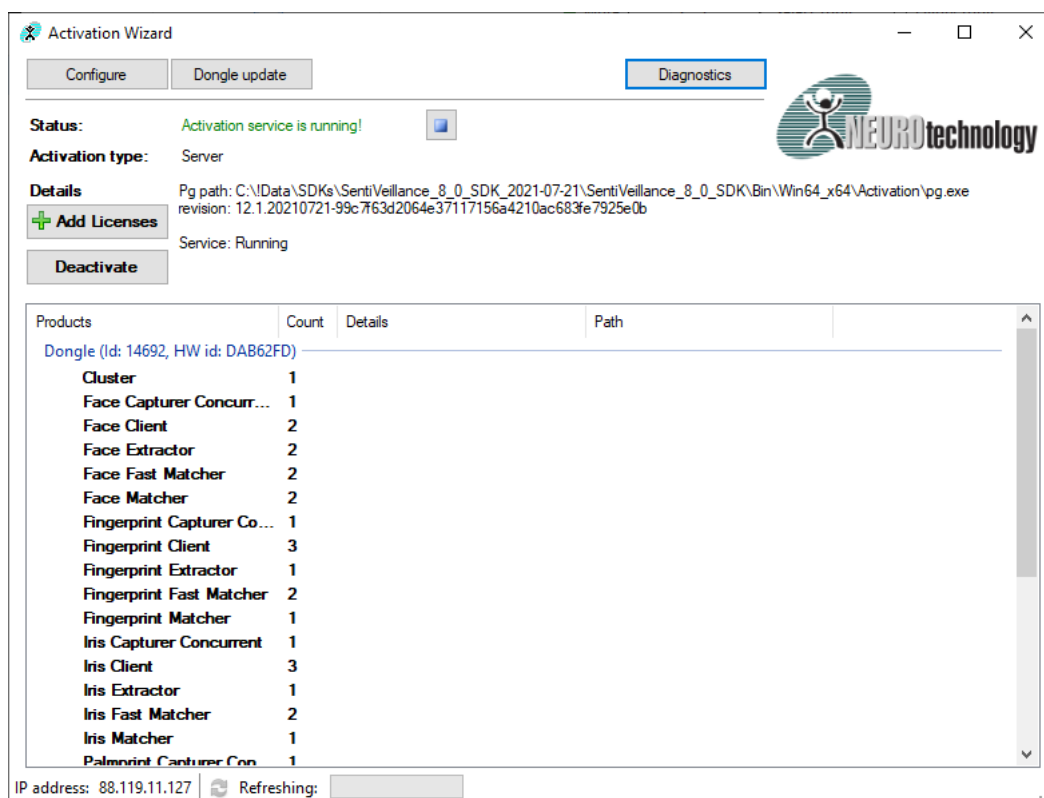 Activation Wizard
Configure Dongle update Diagnostics
NEUROtechnology
Status: Activation service is running!
Activation type: Server
Details Pg path: C:\!Data\SDKs\SentiVeillance_8_0_SDK_2021-07-21\SentiVeillance_8_0_SDK\Bin\Win64_x64\Activation\pg.exe
revision: 12.1.20210721-99c7f63d2064e37117156a4210ac683fe7925e0b
Add Licenses
Service: Running
Deactivate
Products Count Details Path
Dongle (Id: 14692, HW id: DAB62FD)
Cluster 1
Face Capturer Concurr... 1
Face Client 2
Face Extractor 2
Face Fast Matcher 2
Face Matcher 2
Fingerprint Capturer Co... 1
Fingerprint Client 3
Fingerprint Extractor 1
Fingerprint Fast Matcher 2
Fingerprint Matcher 1
Iris Capturer Concurrent 1
Iris Client 3
Iris Extractor 1
Iris Fast Matcher 2
Iris Matcher 1
Palmprint Capturer Con... 1
IP address: 88.119.11.127 Refreshing: